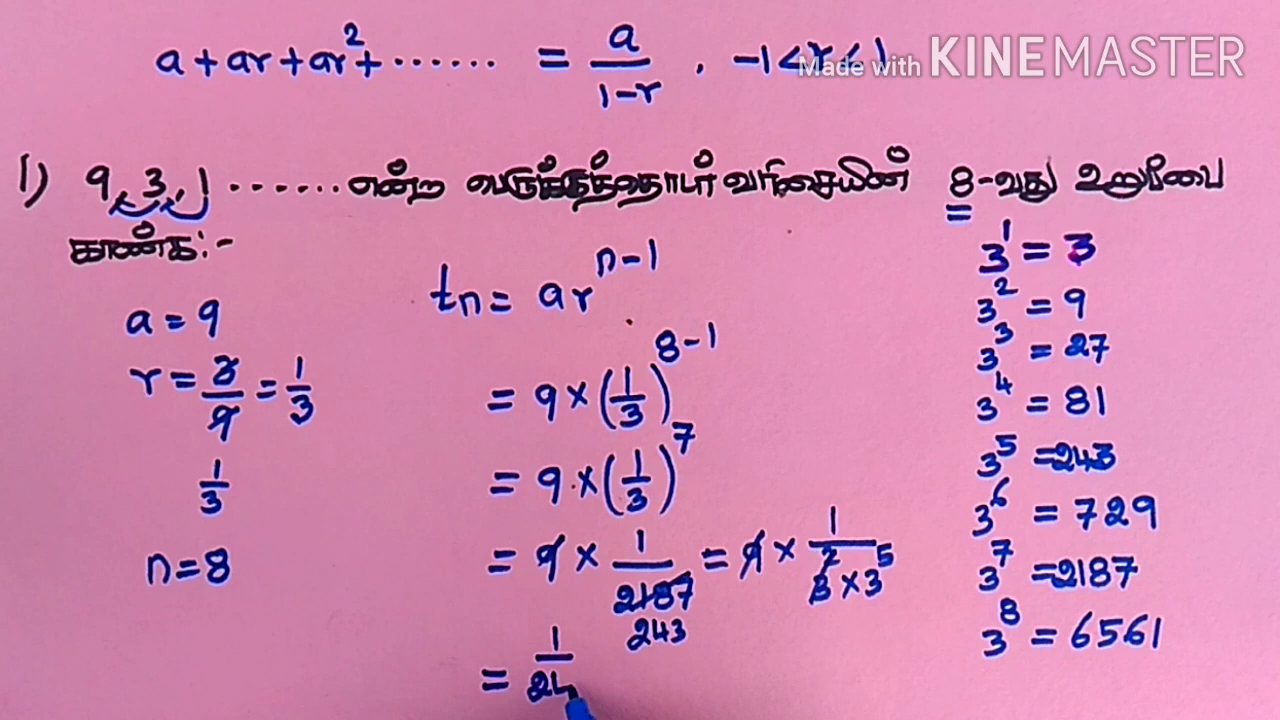 a + ar + ar² + ........ = a/(1-r) . -1 < r < 1
Made with KINEMASTER
1) 9, 3, 1 ....... என்ற பெருக்குத்தொடர் வரிசையின் 8-வது உறுப்பை
காண்க:-
a = 9
r = 3/9 = 1/3
1/3
n = 8
tn = ar^(n-1)
= 9 × (1/3)^(8-1)
= 9 × (1/3)^7
= 9 × 1/2187 = 9 × 1/(3² × 3⁵)
243
= 1/24
3¹ = 3
3² = 9
3³ = 27
3⁴ = 81
3⁵ = 243
3⁶ = 729
3⁷ = 2187
3⁸ = 6561